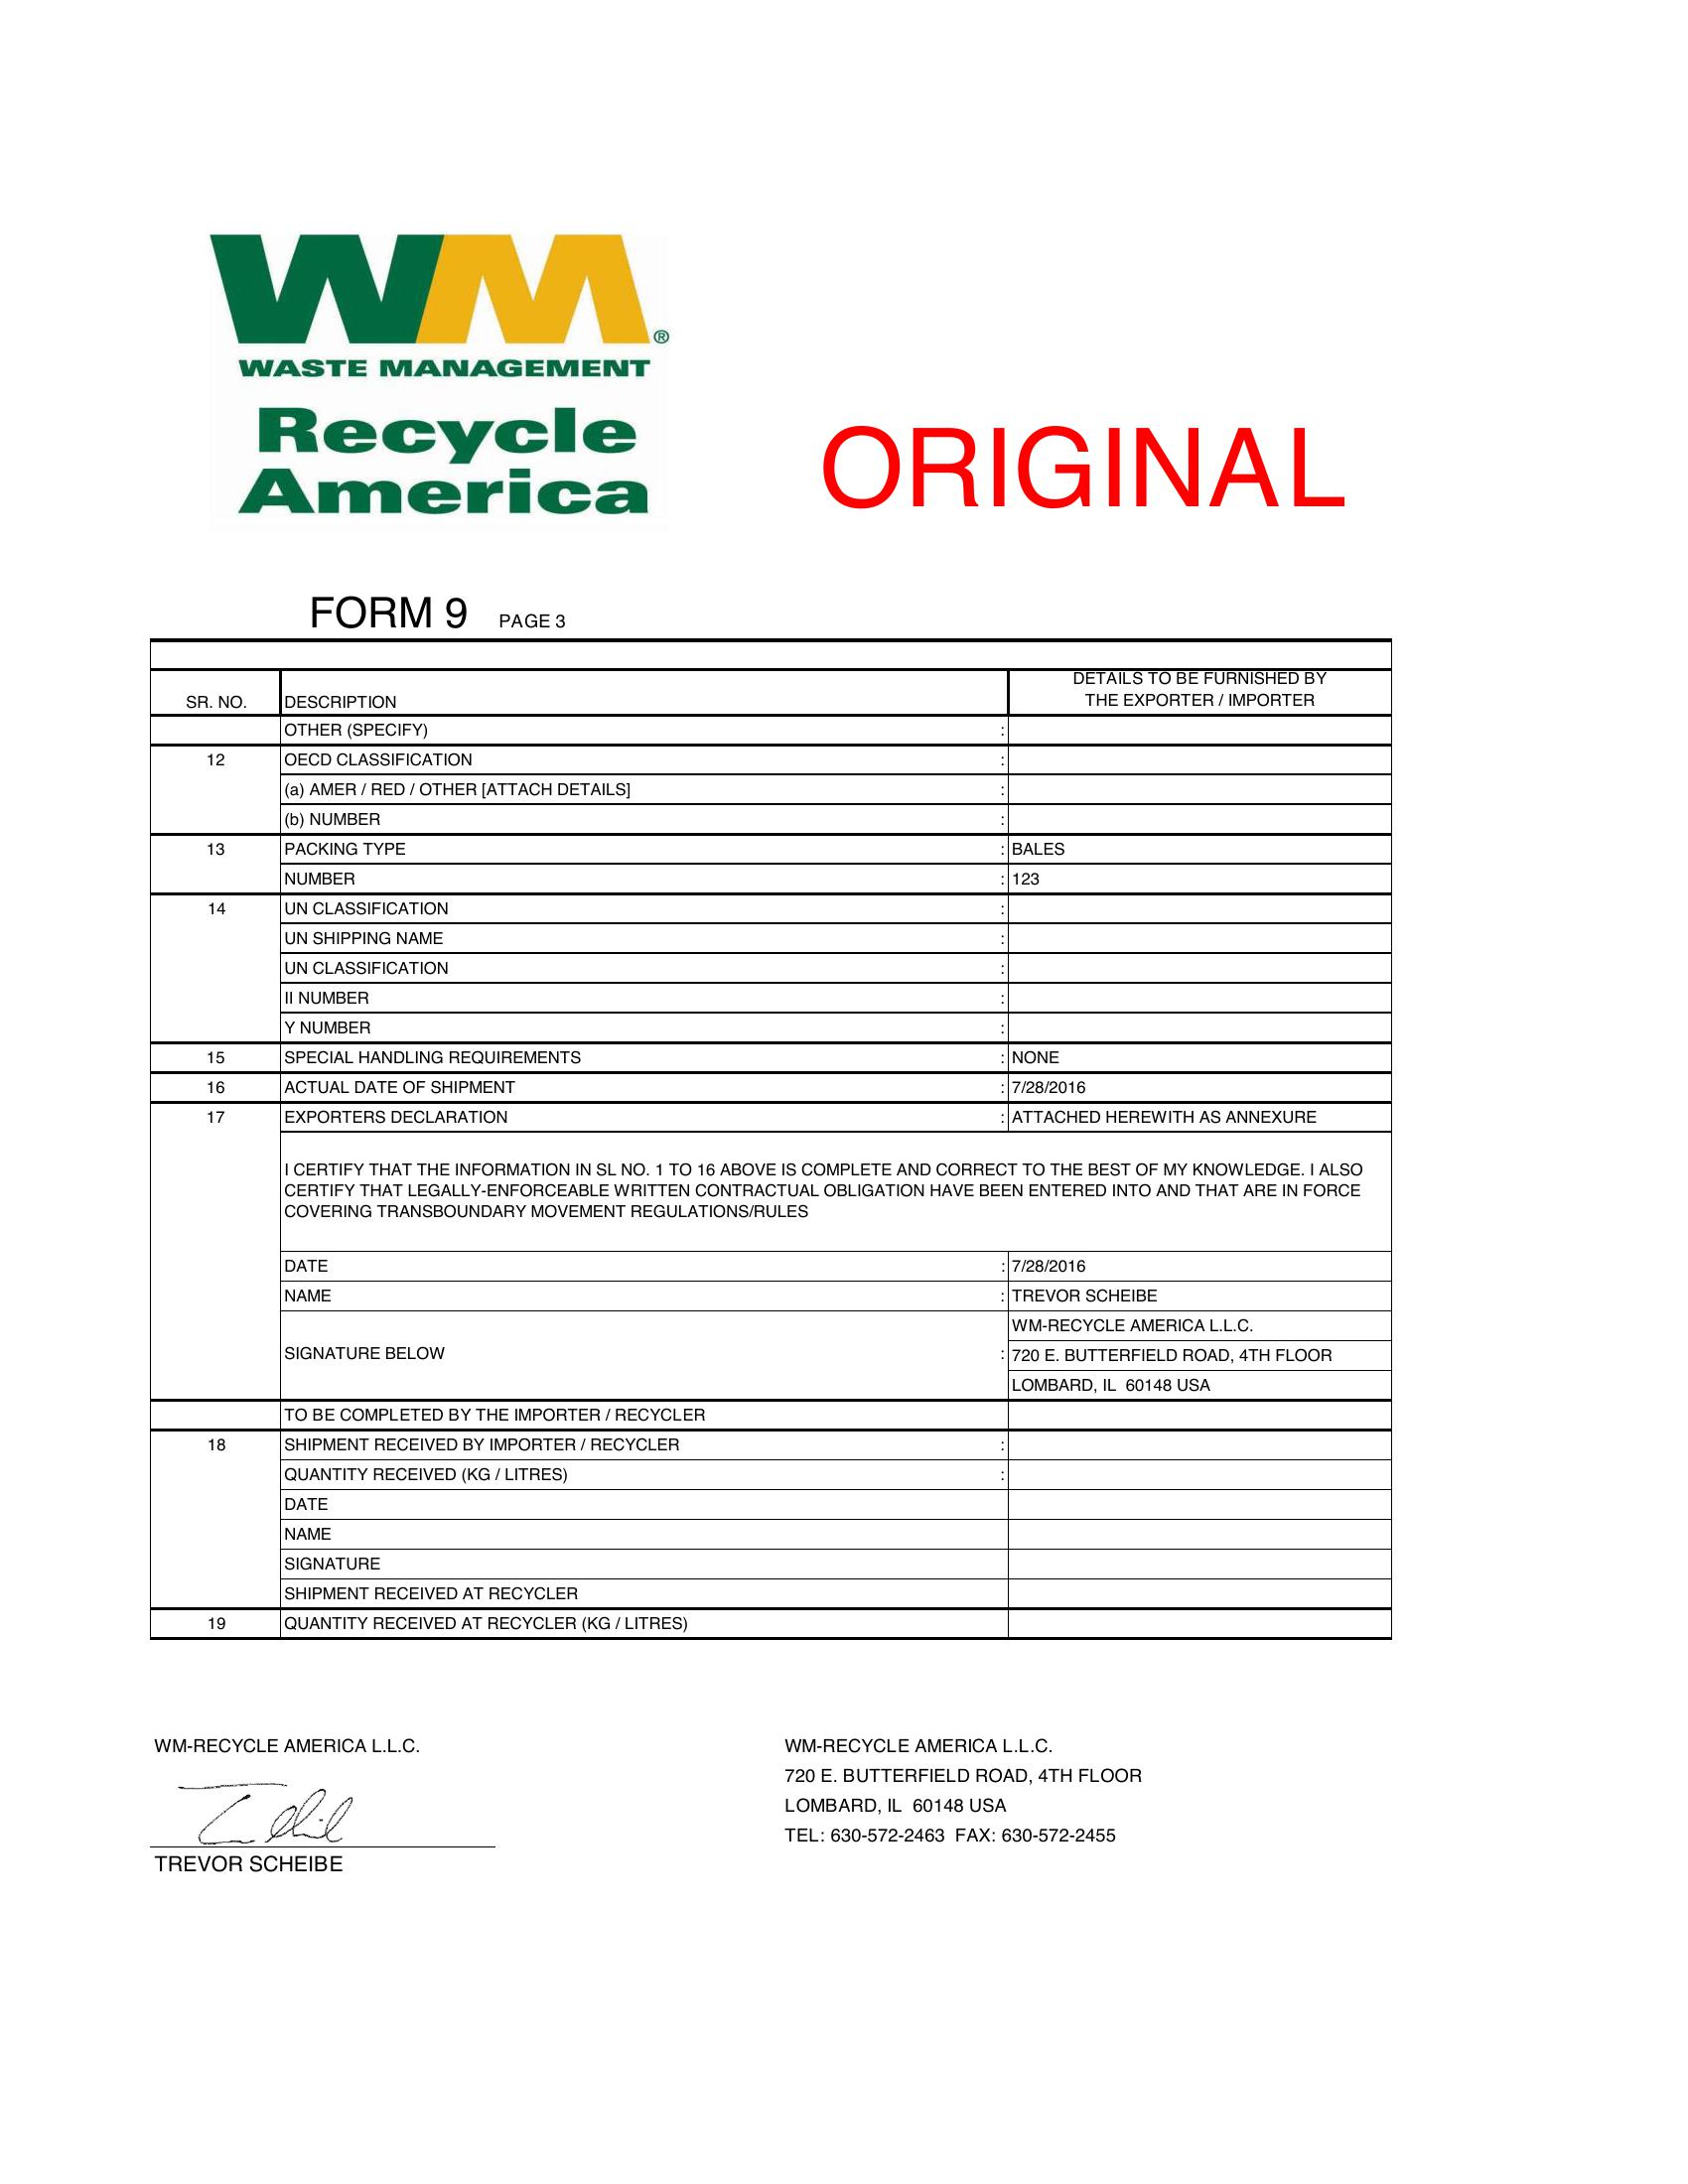 WM®
WASTE MANAGEMENT
Recycle
America
ORIGINAL
FORM 9 PAGE 3
SR. NO. DESCRIPTION DETAILS TO BE FURNISHED BY THE EXPORTER / IMPORTER
OTHER (SPECIFY) :
12 OECD CLASSIFICATION :
(a) AMER / RED / OTHER [ATTACH DETAILS] :
(b) NUMBER :
13 PACKING TYPE : BALES
NUMBER : 123
14 UN CLASSIFICATION :
UN SHIPPING NAME :
UN CLASSIFICATION :
II NUMBER :
Y NUMBER :
15 SPECIAL HANDLING REQUIREMENTS : NONE
16 ACTUAL DATE OF SHIPMENT : 7/28/2016
17 EXPORTERS DECLARATION : ATTACHED HEREWITH AS ANNEXURE
I CERTIFY THAT THE INFORMATION IN SL NO. 1 TO 16 ABOVE IS COMPLETE AND CORRECT TO THE BEST OF MY KNOWLEDGE. I ALSO
CERTIFY THAT LEGALLY-ENFORCEABLE WRITTEN CONTRACTUAL OBLIGATION HAVE BEEN ENTERED INTO AND THAT ARE IN FORCE
COVERING TRANSBOUNDARY MOVEMENT REGULATIONS/RULES
DATE : 7/28/2016
NAME : TREVOR SCHEIBE
SIGNATURE BELOW : WM-RECYCLE AMERICA L.L.C.
720 E. BUTTERFIELD ROAD, 4TH FLOOR
LOMBARD, IL 60148 USA
TO BE COMPLETED BY THE IMPORTER / RECYCLER
18 SHIPMENT RECEIVED BY IMPORTER / RECYCLER :
QUANTITY RECEIVED (KG / LITRES) :
DATE
NAME
SIGNATURE
SHIPMENT RECEIVED AT RECYCLER
19 QUANTITY RECEIVED AT RECYCLER (KG / LITRES)
WM-RECYCLE AMERICA L.L.C.
TREVOR SCHEIBE
WM-RECYCLE AMERICA L.L.C.
720 E. BUTTERFIELD ROAD, 4TH FLOOR
LOMBARD, IL 60148 USA
TEL: 630-572-2463 FAX: 630-572-2455